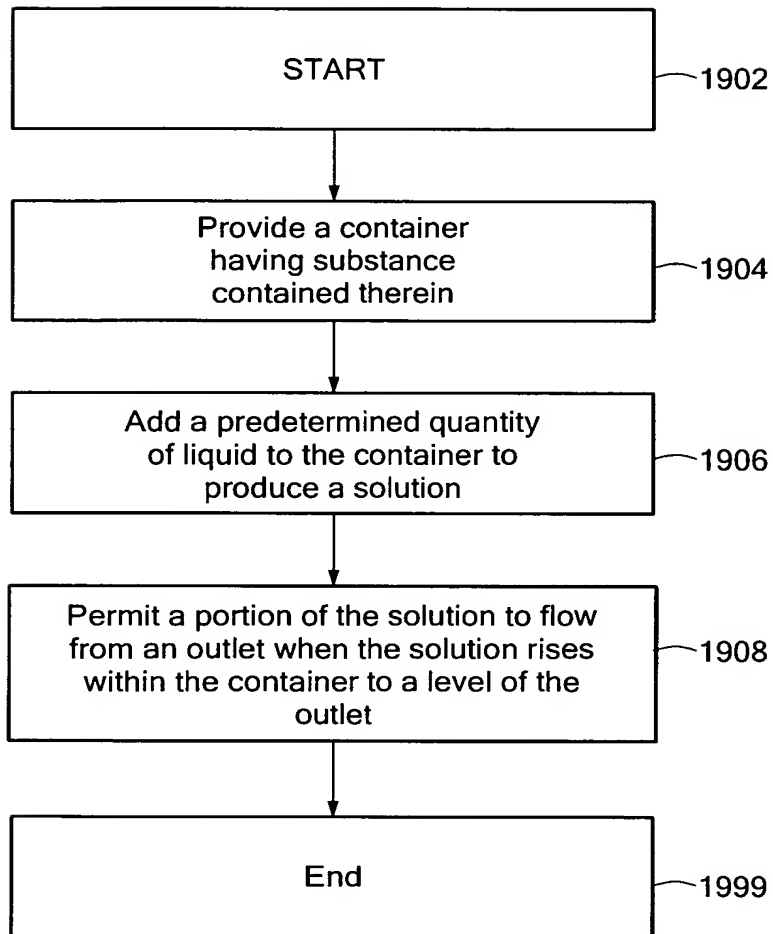 START
1902
Provide a container
having substance
contained therein
1904
Add a predetermined quantity
of liquid to the container to
produce a solution
1906
Permit a portion of the solution to flow
from an outlet when the solution rises
within the container to a level of the
outlet
1908
End
1999